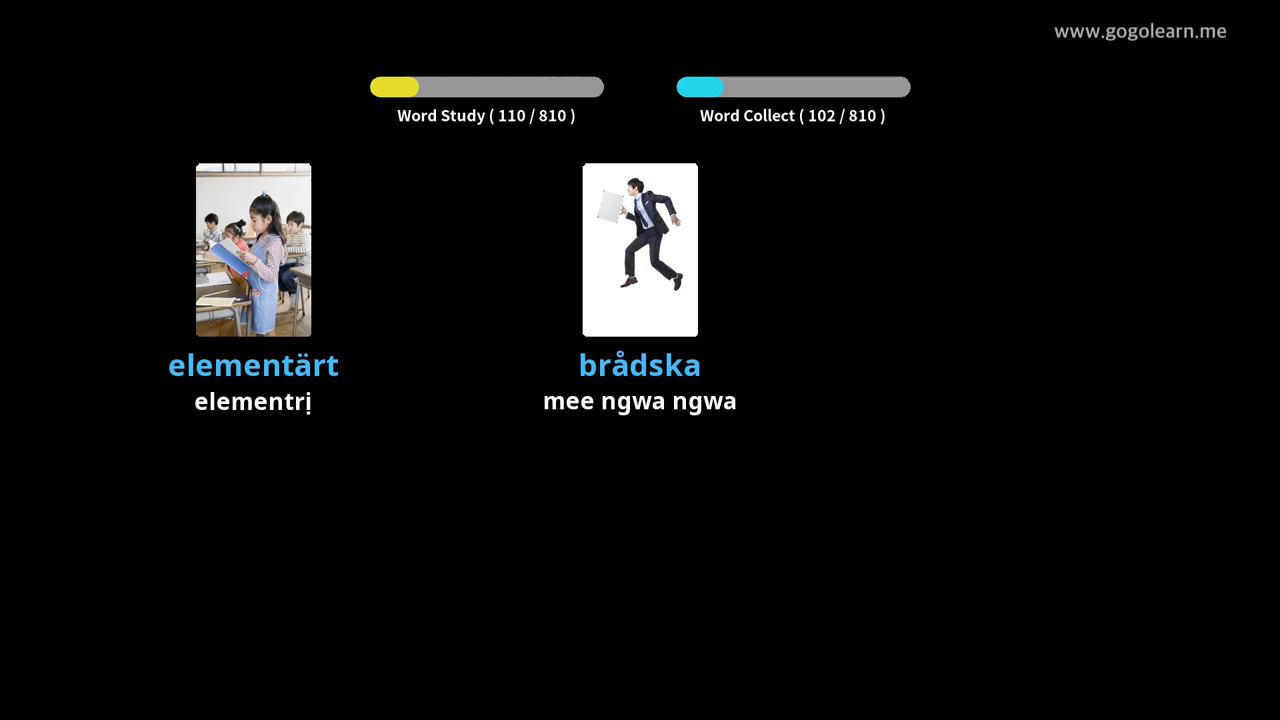 www.gogolearn.me
Word Study ( 110 / 810 )
Word Collect ( 102 / 810 )
elementärt
elementrị
brådska
mee ngwa ngwa